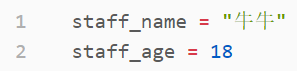 1 staff_name = "牛牛"
2 staff_age = 18